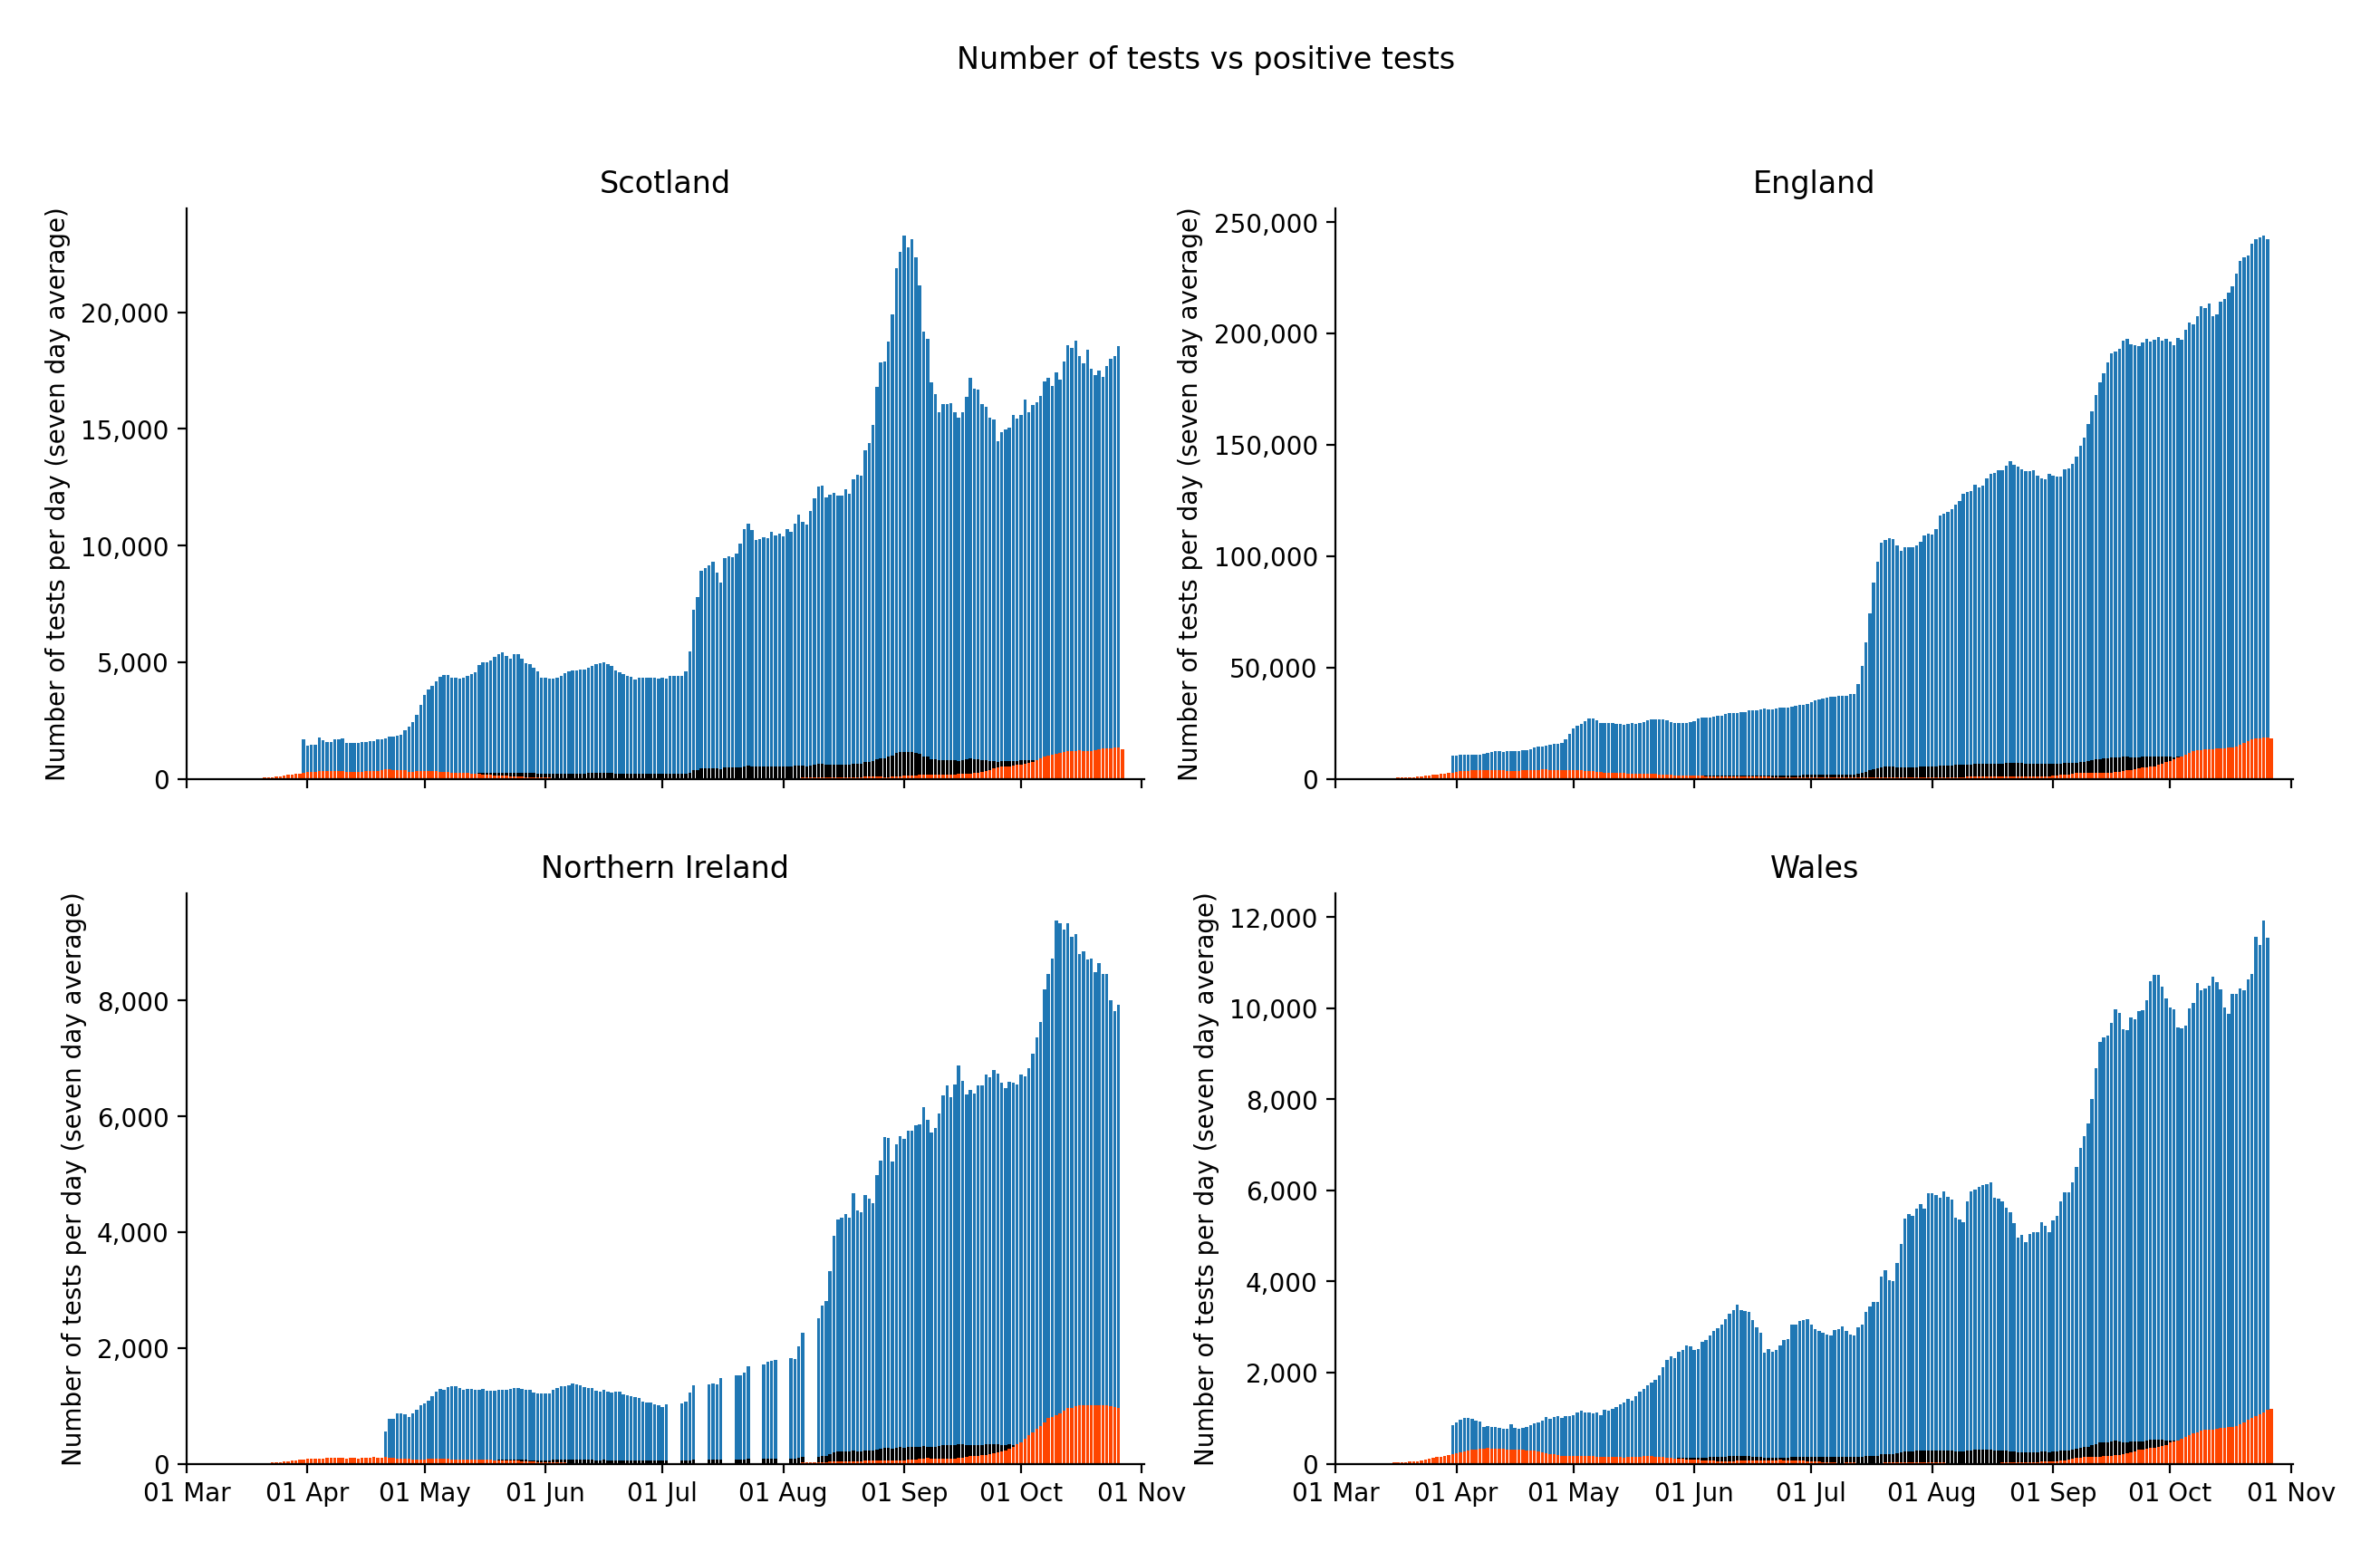 Number of tests vs positive tests
Scotland
Number of tests per day (seven day average)
20,000
15,000
10,000
5,000
0
England
Number of tests per day (seven day average)
250,000
200,000
150,000
100,000
50,000
0
Northern Ireland
Number of tests per day (seven day average)
8,000
6,000
4,000
2,000
0
01 Mar 01 Apr 01 May 01 Jun 01 Jul 01 Aug 01 Sep 01 Oct 01 Nov
Wales
Number of tests per day (seven day average)
12,000
10,000
8,000
6,000
4,000
2,000
0
01 Mar 01 Apr 01 May 01 Jun 01 Jul 01 Aug 01 Sep 01 Oct 01 Nov